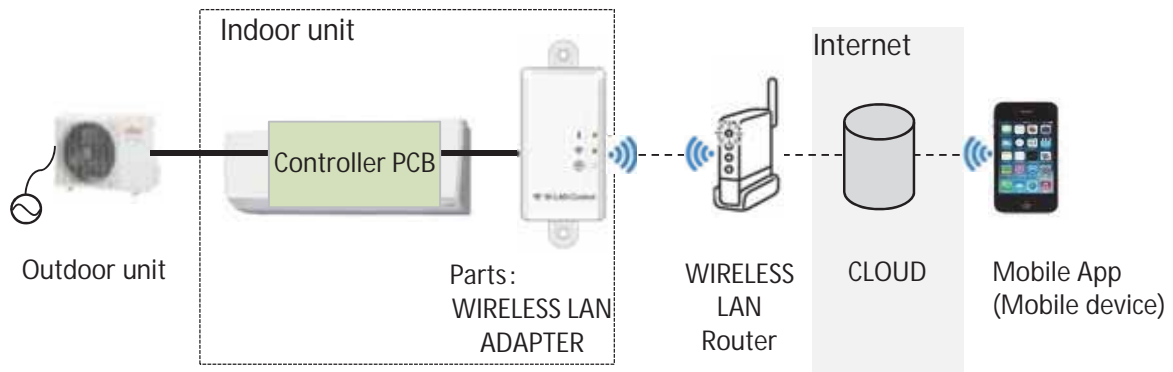 Indoor unit
Internet
Controller PCB
Outdoor unit
Parts:
WIRELESS LAN
ADAPTER
WIRELESS
LAN
Router
CLOUD
Mobile App
(Mobile device)